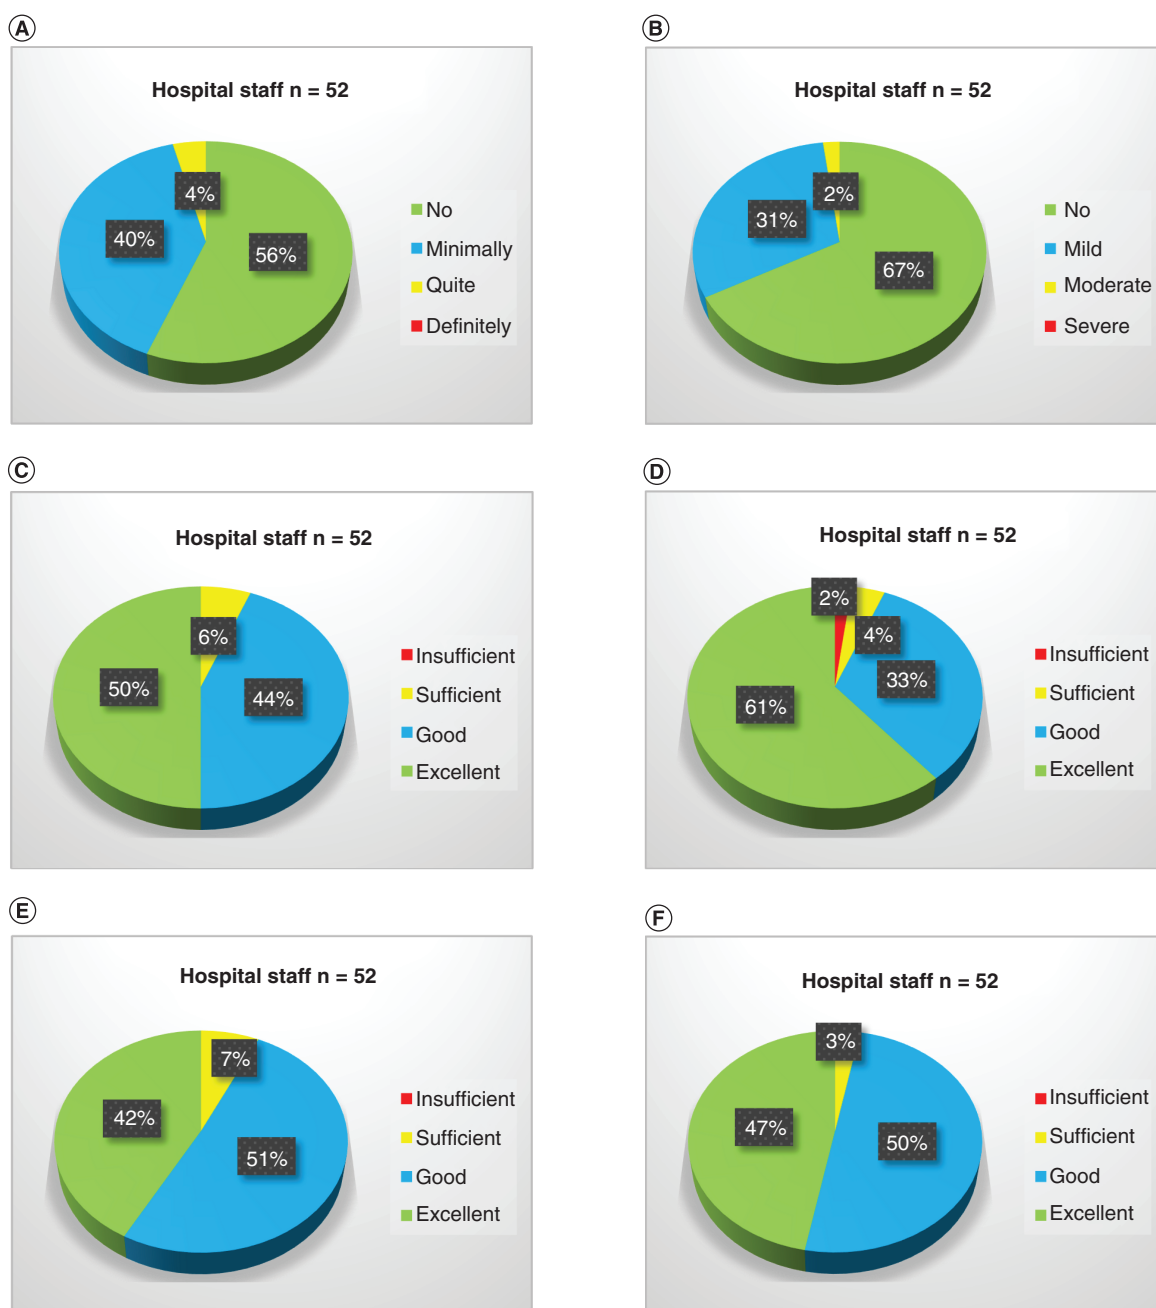 A
Hospital staff n = 52
4%
40%
56%
No
Minimally
Quite
Definitely
B
Hospital staff n = 52
2%
31%
67%
No
Mild
Moderate
Severe
C
Hospital staff n = 52
6%
50%
44%
Insufficient
Sufficient
Good
Excellent
D
Hospital staff n = 52
2%
4%
33%
61%
Insufficient
Sufficient
Good
Excellent
E
Hospital staff n = 52
7%
42%
51%
Insufficient
Sufficient
Good
Excellent
F
Hospital staff n = 52
3%
47%
50%
Insufficient
Sufficient
Good
Excellent